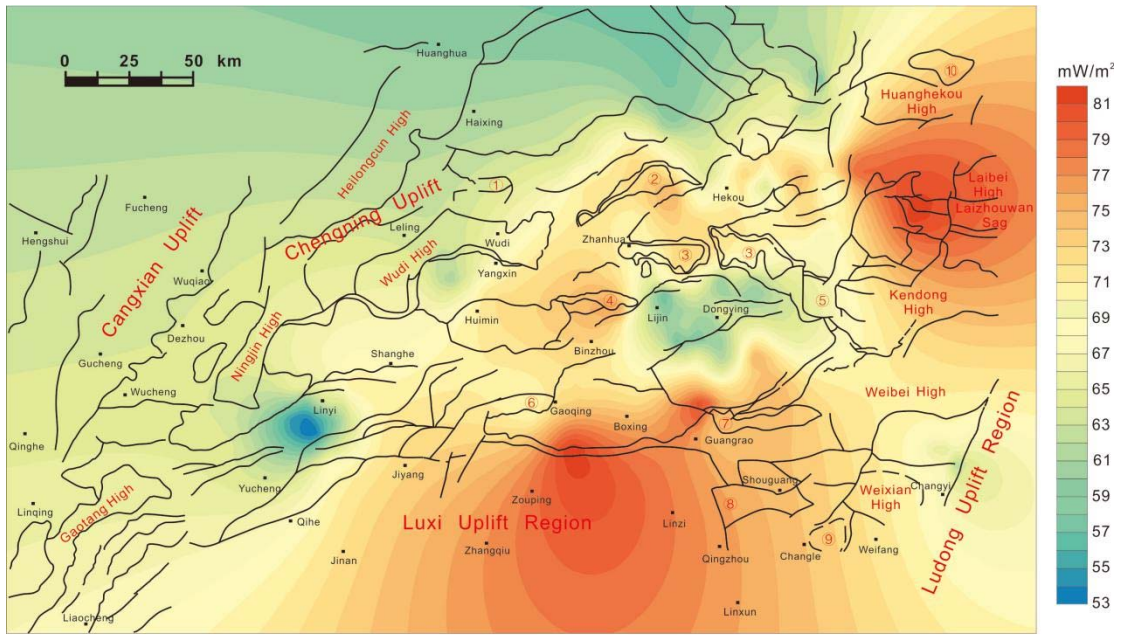 0 25 50 km
Huanghua
⑩
Huanghekou
High
Haixing
Heilongcun High
①
②
Hekou
Laibei
High
Laizhouwan
Sag
Fucheng
Cangxian Uplift
Chengning Uplift
Leling
Wudi
Zhanhua
③
③
Hengshui
Wudi High
Yangxin
Wuqiao
④
Lijin
Dongying
⑤
Kendong
High
Huimin
Binzhou
Dezhou
Ningjin High
Gucheng
Shanghe
Wucheng
Linyi
⑥
Gaoqing
Boxing
⑦
Guangrao
Weibei High
Qinghe
Jiyang
Yucheng
Zouping
Shouguang
Changyi
Ludong Uplift Region
Linqing
Gaotang High
Qihe
Luxi Uplift Region
Linzi
⑧
Weixian
High
Jinan
Zhangqiu
Qingzhou
Changle
⑨
Weifang
Linxun
Liaocheng
mW/m²
81
79
77
75
73
71
69
67
65
63
61
59
57
55
53